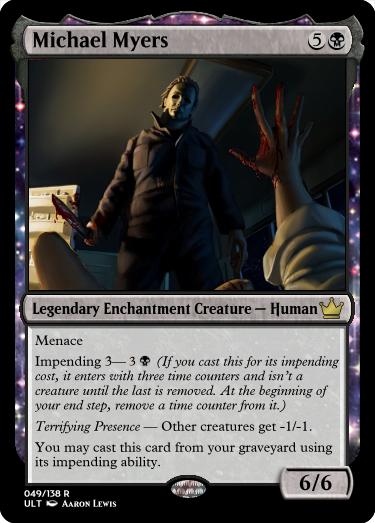 Michael Myers 5
Legendary Enchantment Creature — Human
Menace
Impending 3— 3 (If you cast this for its impending
cost, it enters with three time counters and isn't a
creature until the last is removed. At the beginning of
your end step, remove a time counter from it.)
Terrifying Presence — Other creatures get -1/-1.
You may cast this card from your graveyard using
its impending ability.
6/6
049/138 R
ULT Aaron Lewis